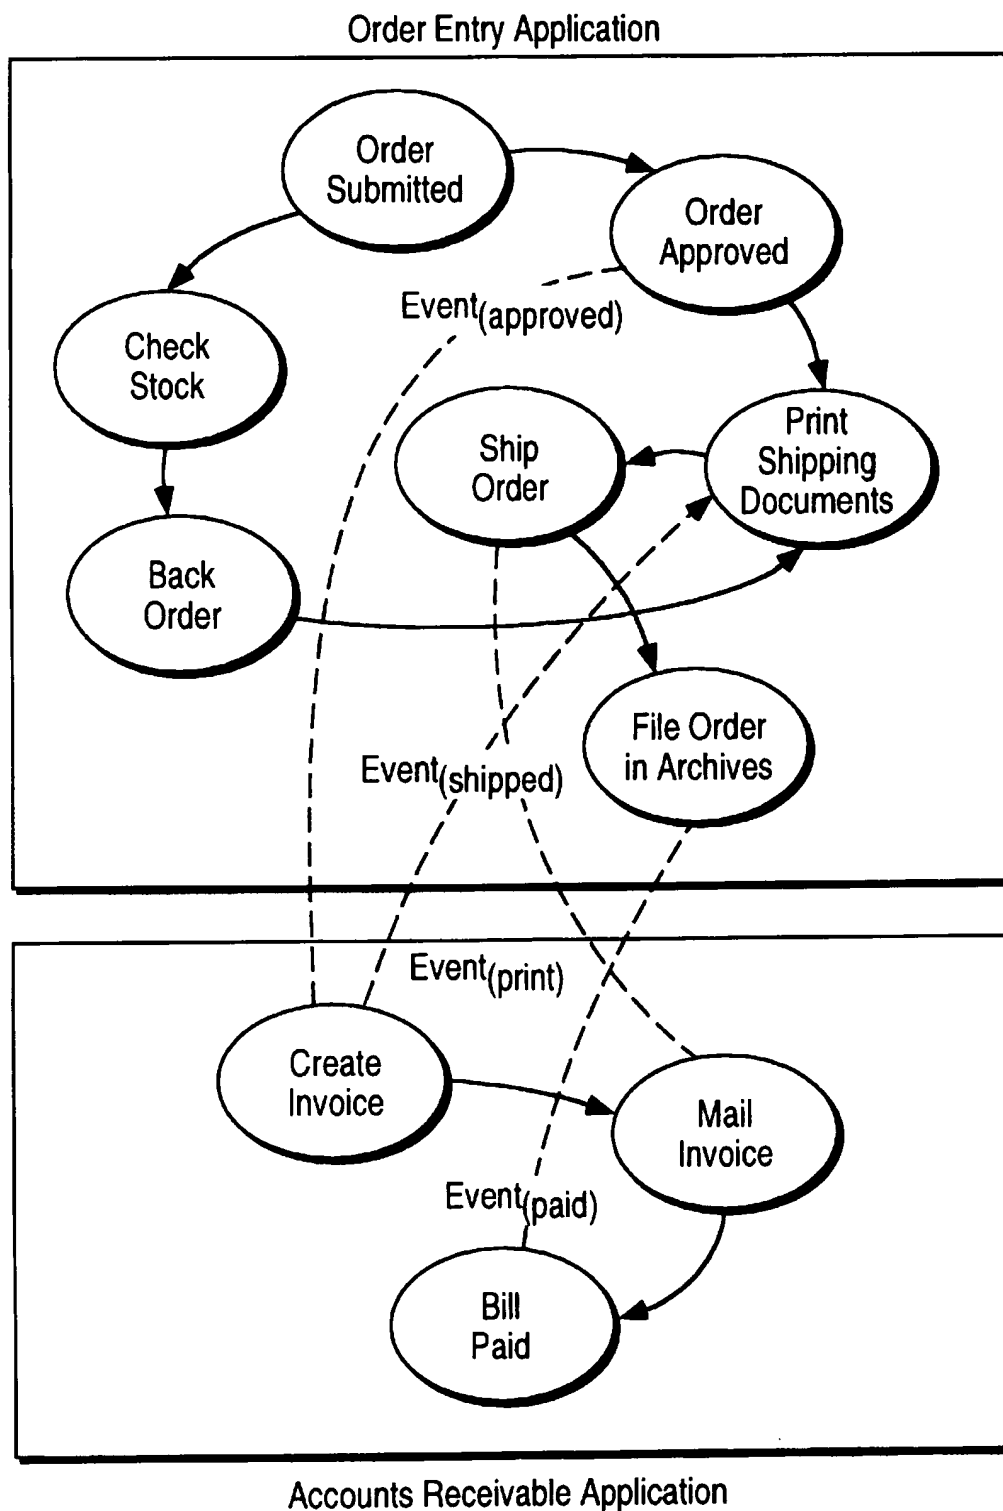 Order Entry Application
Order
Submitted
Order
Approved
Event(approved)
Check
Stock
Ship
Order
Print
Shipping
Documents
Back
Order
File Order
in Archives
Event(shipped)
Event(print)
Create
Invoice
Mail
Invoice
Event(paid)
Bill
Paid
Accounts Receivable Application